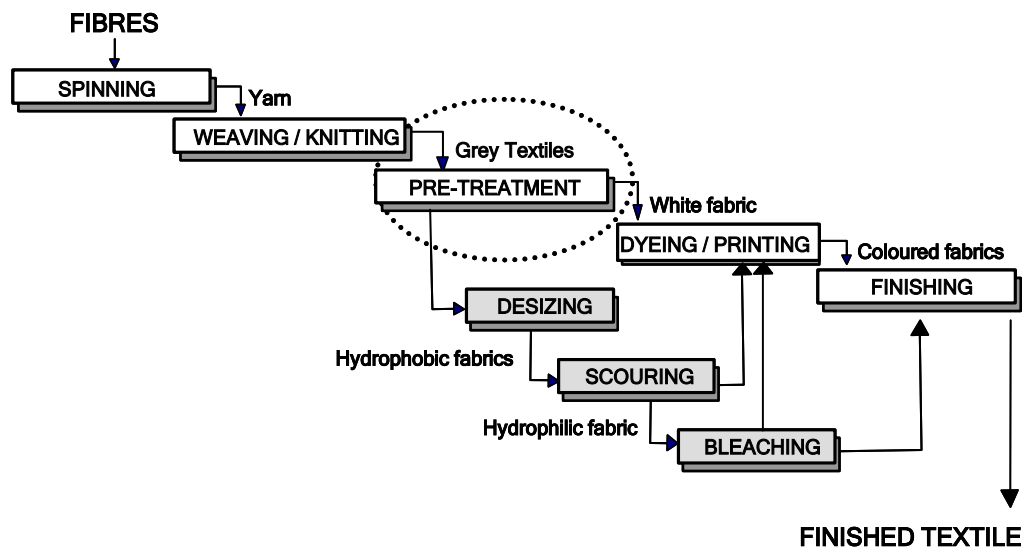 FIBRES
SPINNING
Yarn
WEAVING / KNITTING
Grey Textiles
PRE-TREATMENT
White fabric
DYEING / PRINTING
Coloured fabrics
FINISHING
DESIZING
Hydrophobic fabrics
SCOURING
Hydrophilic fabric
BLEACHING
FINISHED TEXTILE